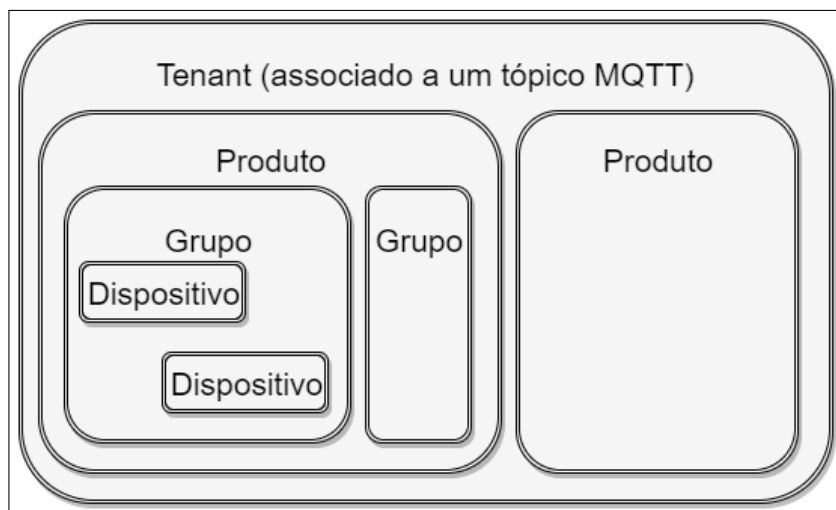 Tenant (associado a um tópico MQTT)
Produto
Produto
Grupo
Grupo
Dispositivo
Dispositivo